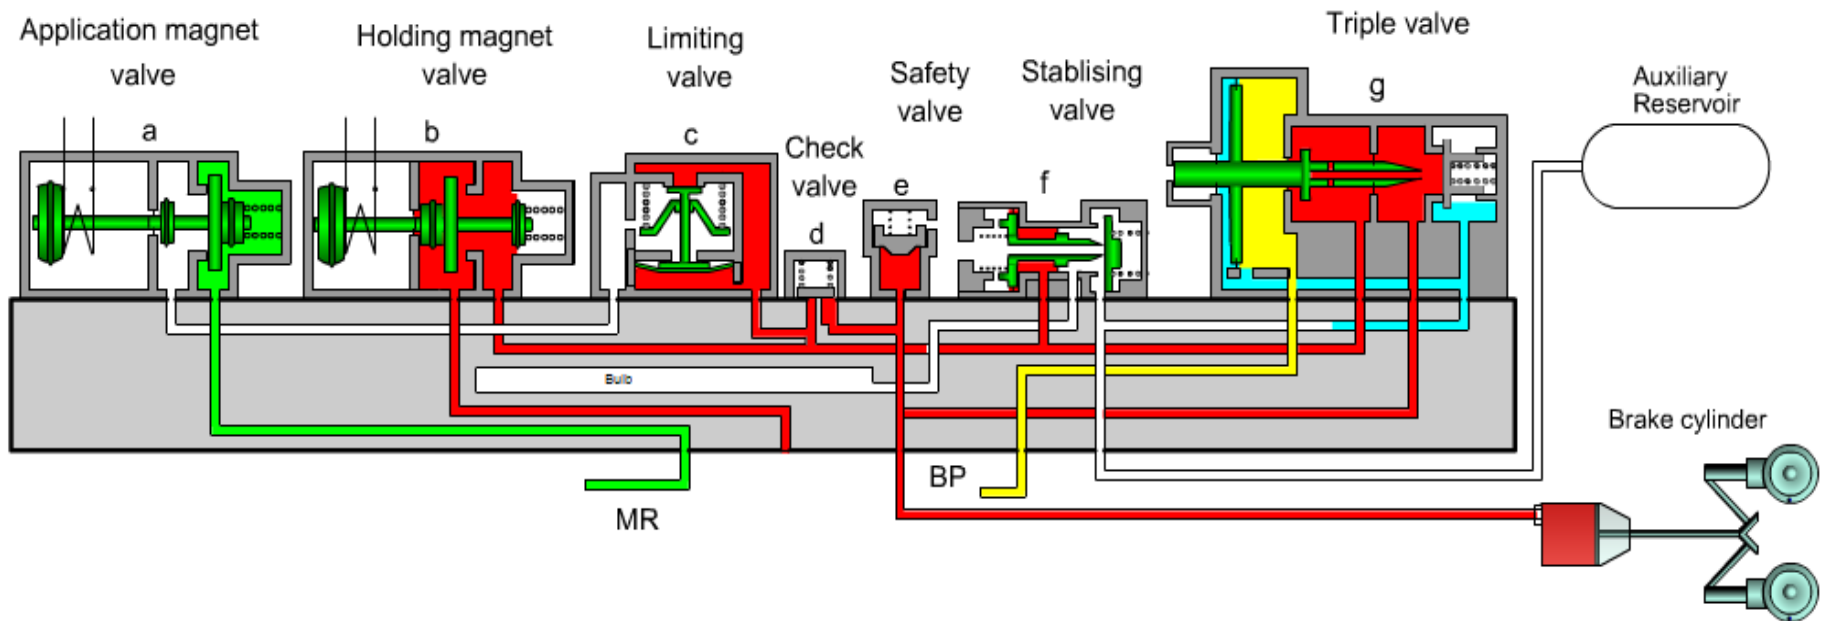 Application magnet
valve
a
Holding magnet
valve
b
Limiting
valve
c
Check
valve
d
Safety
valve
e
Stablising
valve
f
Triple valve
g
Auxiliary
Reservoir
Bulb
MR
BP
Brake cylinder